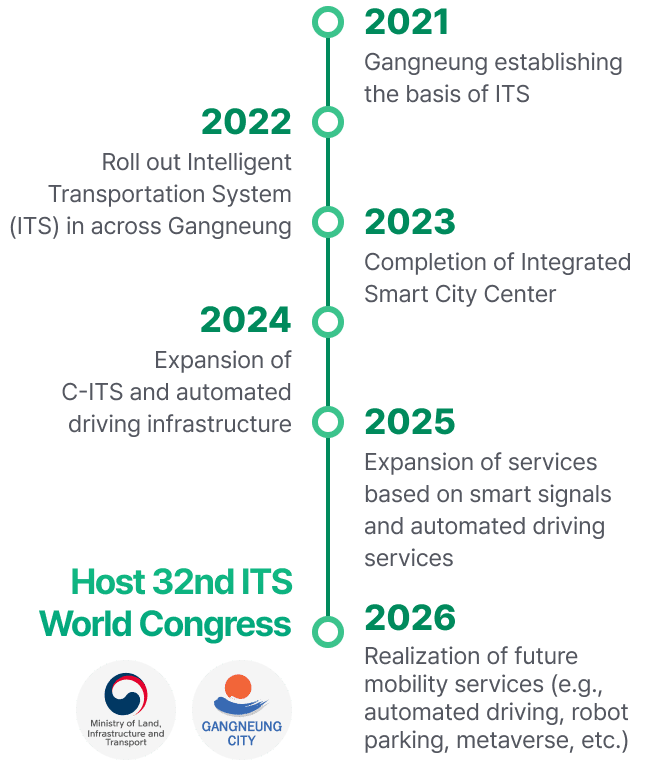 2021
Gangneung establishing
the basis of ITS
2022
Roll out Intelligent
Transportation System
(ITS) in across Gangneung
2023
Completion of Integrated
Smart City Center
2024
Expansion of
C-ITS and automated
driving infrastructure
2025
Expansion of services
based on smart signals
and automated driving
services
Host 32nd ITS
World Congress
2026
Realization of future
mobility services (e.g.,
automated driving, robot
parking, metaverse, etc.)
Ministry of Land,
Infrastructure and
Transport
GANGNEUNG
CITY